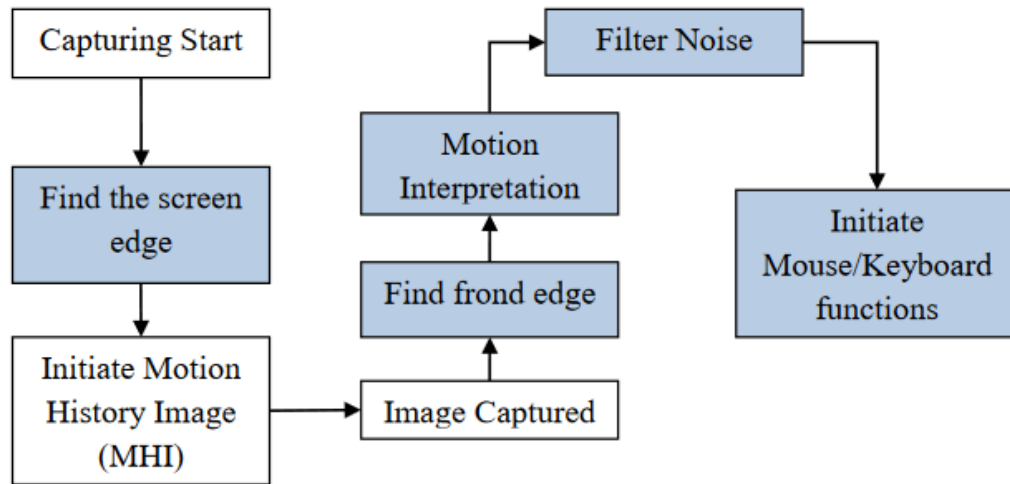 Capturing Start
Find the screen
edge
Initiate Motion
History Image
(MHI)
Image Captured
Find frond edge
Motion
Interpretation
Filter Noise
Initiate
Mouse/Keyboard
functions